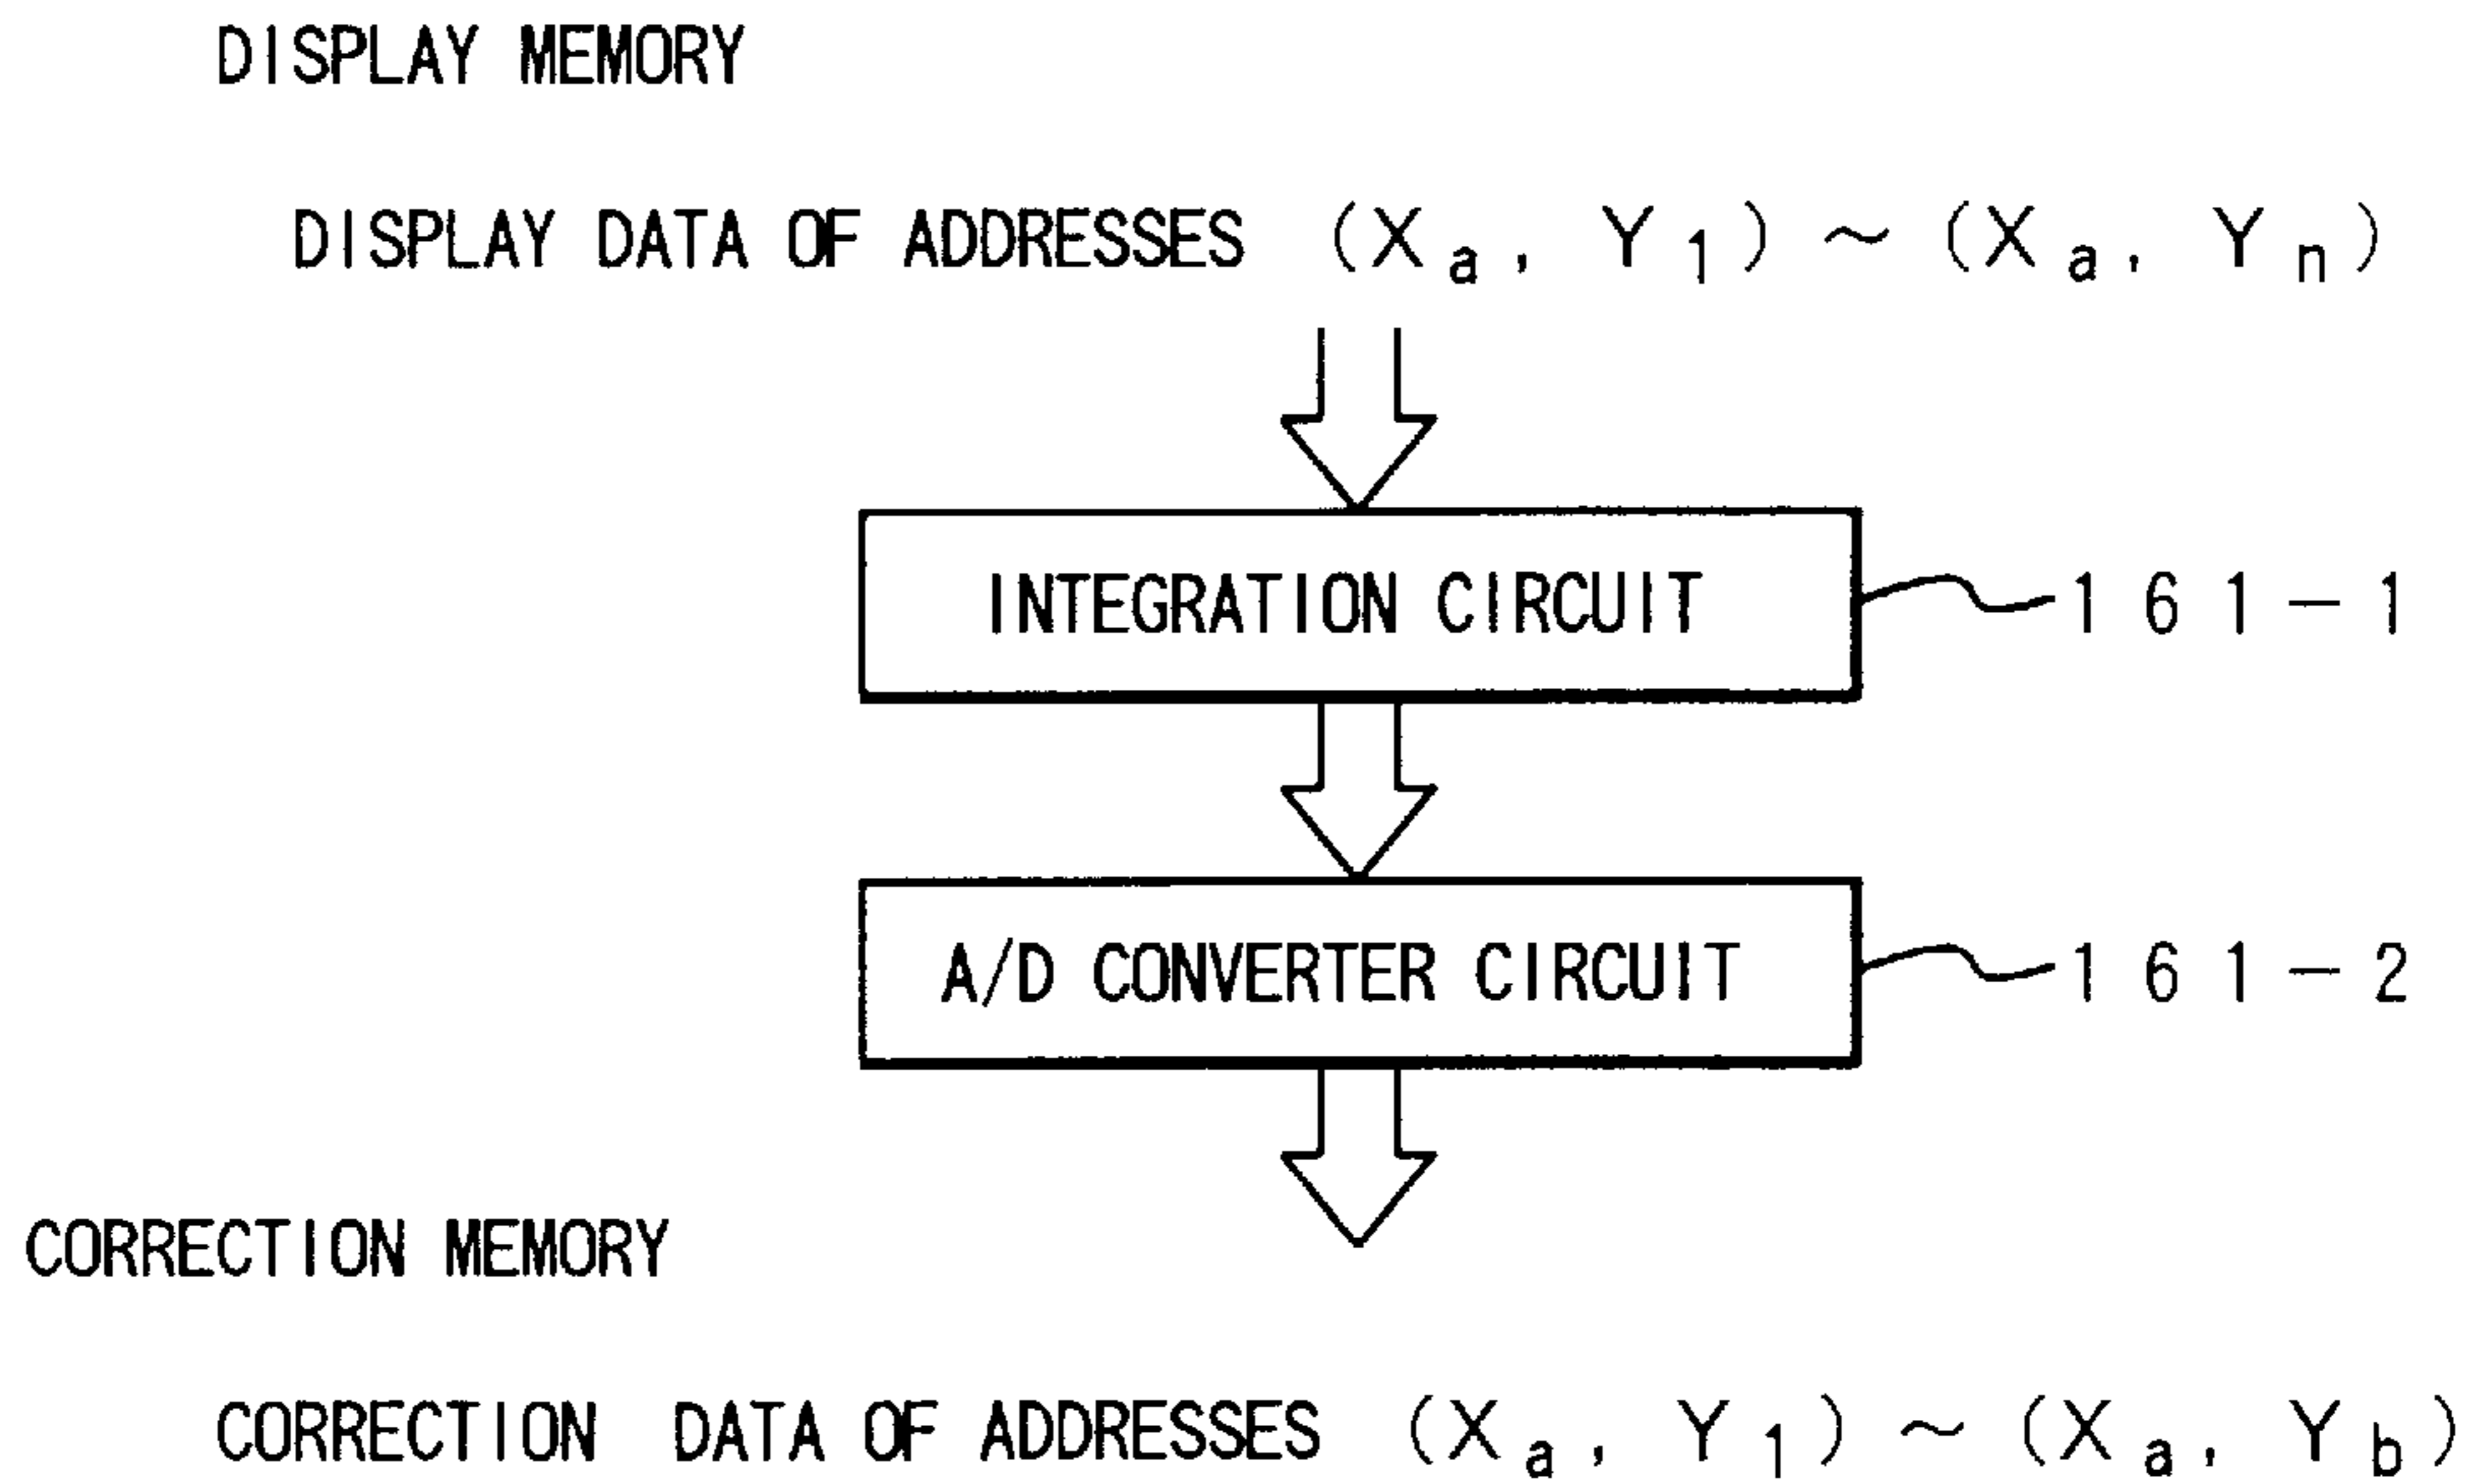 DISPLAY MEMORY
DISPLAY DATA OF ADDRESSES (Xa, Y1) ~ (Xa, Yn)
INTEGRATION CIRCUIT 161-1
A/D CONVERTER CIRCUIT 161-2
CORRECTION MEMORY
CORRECTION DATA OF ADDRESSES (Xa, Y1) ~ (Xa, Yb)